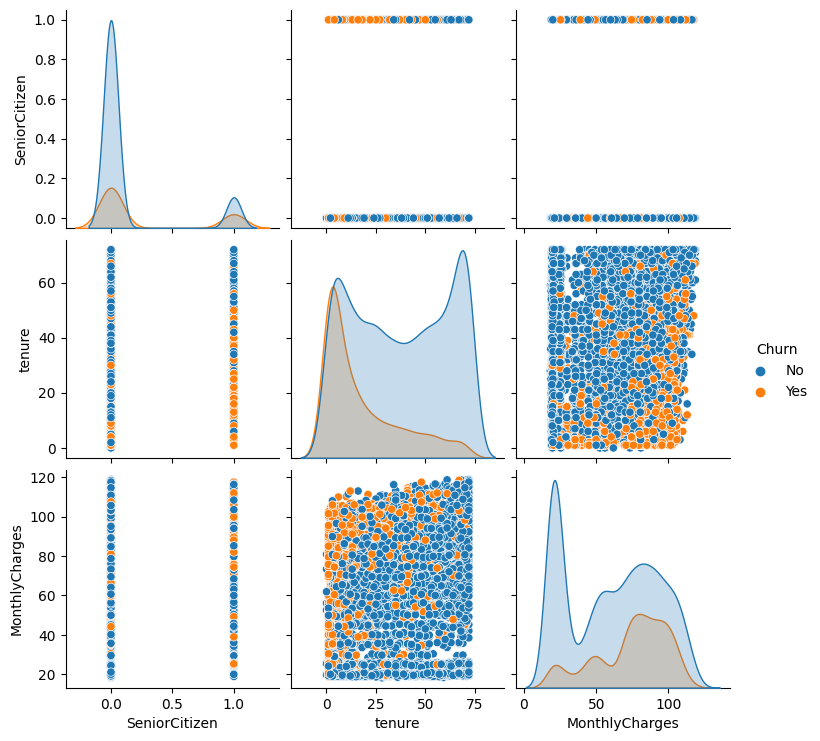 1.0
0.8
0.6
0.4
0.2
0.0
SeniorCitizen
60
40
20
0
tenure
Churn
No
Yes
120
100
80
60
40
20
MonthlyCharges
0.0 0.5 1.0 0 25 50 75 0 50 100
SeniorCitizen tenure MonthlyCharges